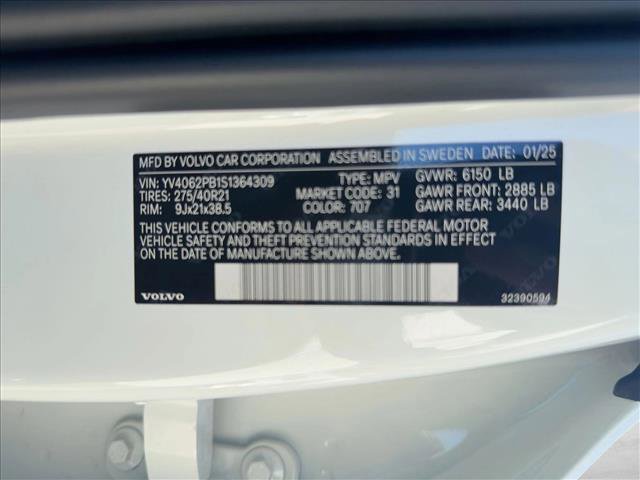 MFD BY VOLVO CAR CORPORATION ASSEMBLED IN SWEDEN DATE: 01/25
VIN: YV4062PB1S1364309 TYPE: MPV GVWR: 6150 LB
TIRES: 275/40R21 MARKET CODE: 31 GAWR FRONT: 2885 LB
RIM: 9Jx21x38.5 COLOR: 707 GAWR REAR: 3440 LB
THIS VEHICLE CONFORMS TO ALL APPLICABLE FEDERAL MOTOR
VEHICLE SAFETY AND THEFT PREVENTION STANDARDS IN EFFECT
ON THE DATE OF MANUFACTURE SHOWN ABOVE.
VOLVO 32390594